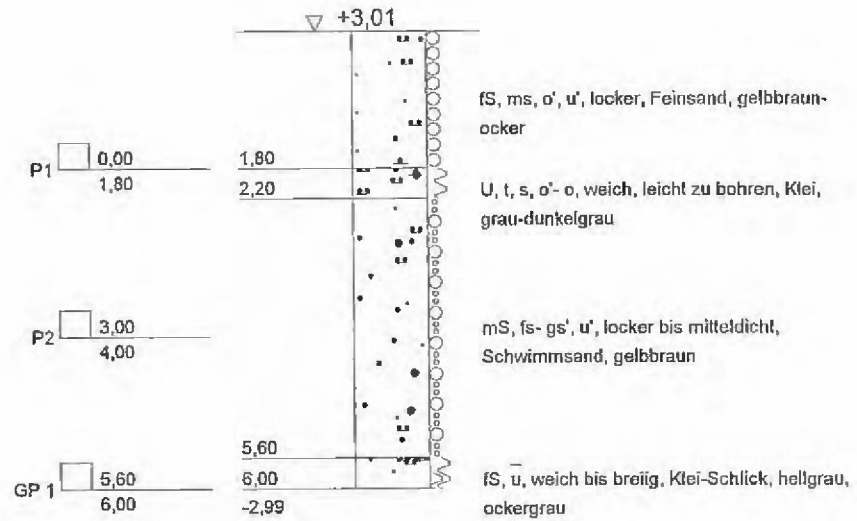 +3,01
fS, ms, o', u', locker, Feinsand, gelbbraun-
ocker
P1 0,00 1,80
1,80 2,20
U, t, s, o'- o, weich, leicht zu bohren, Klei,
grau-dunkelgrau
P2 3,00
4,00
mS, fs- gs', u', locker bis mitteldicht,
Schwimmsand, gelbbraun
5,60
GP 1 5,60 6,00
6,00 -2,99
fS, u̅, weich bis breiig, Klei-Schlick, hellgrau,
ockergrau